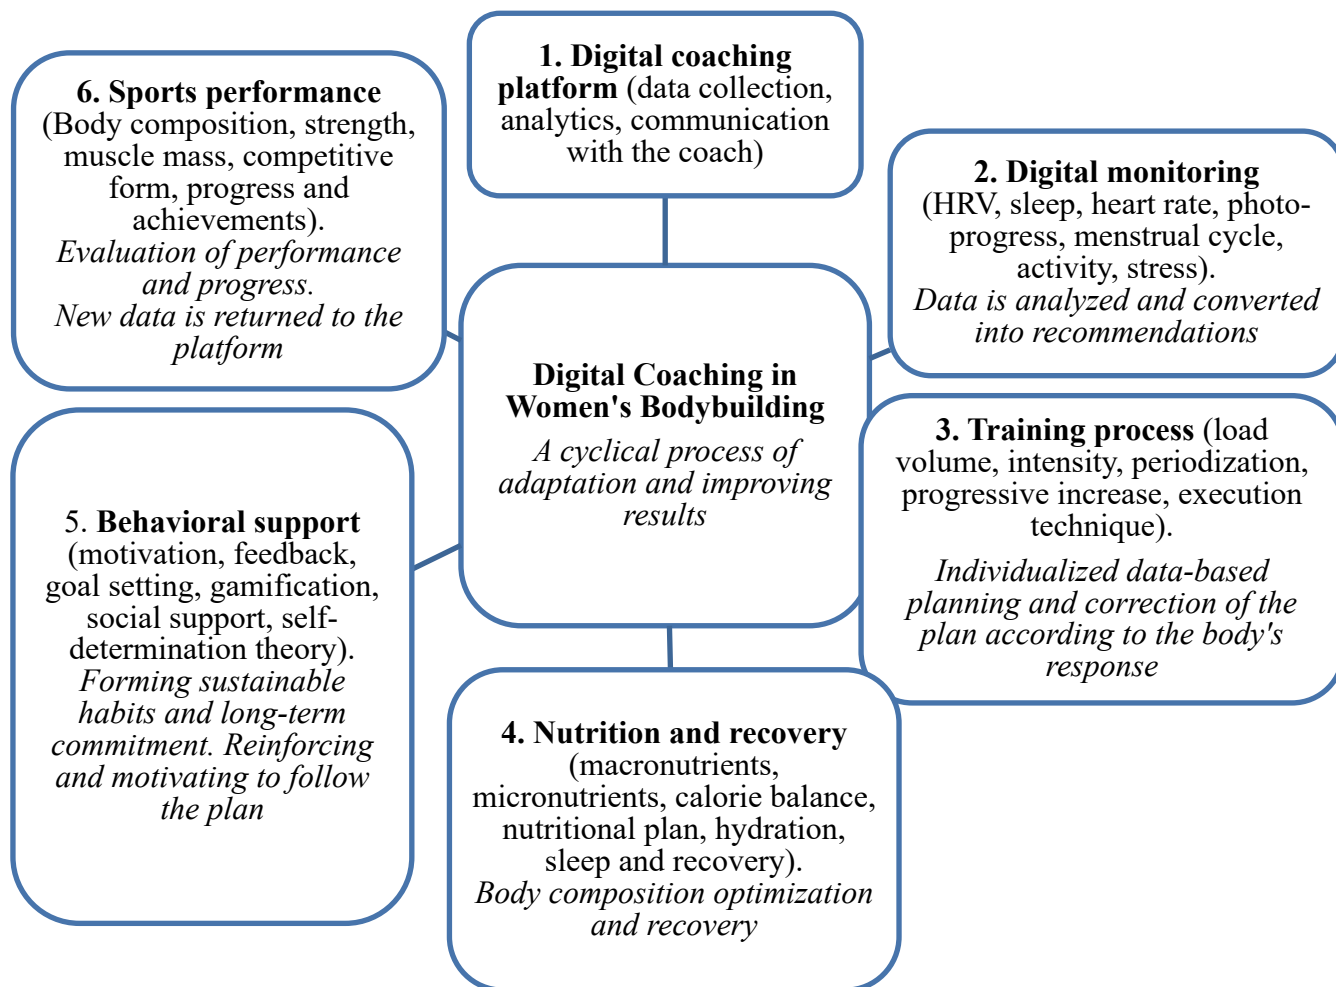 1. Digital coaching
platform (data collection,
analytics, communication
with the coach)
2. Digital monitoring
(HRV, sleep, heart rate, photo-
progress, menstrual cycle,
activity, stress).
Data is analyzed and converted
into recommendations
3. Training process (load
volume, intensity, periodization,
progressive increase, execution
technique).
Individualized data-based
planning and correction of the
plan according to the body's
response
4. Nutrition and recovery
(macronutrients,
micronutrients, calorie balance,
nutritional plan, hydration,
sleep and recovery).
Body composition optimization
and recovery
5. Behavioral support
(motivation, feedback,
goal setting, gamification,
social support, self-
determination theory).
Forming sustainable
habits and long-term
commitment. Reinforcing
and motivating to follow
the plan
6. Sports performance
(Body composition, strength,
muscle mass, competitive
form, progress and
achievements).
Evaluation of performance
and progress.
New data is returned to the
platform
Digital Coaching in
Women's Bodybuilding
A cyclical process of
adaptation and improving
results